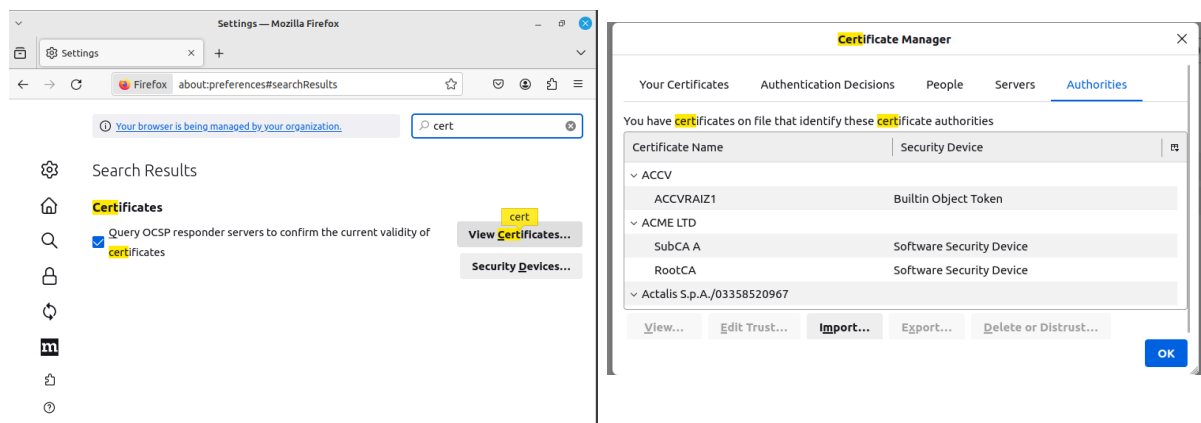 Settings — Mozilla Firefox
Settings
Firefox about:preferences#searchResults
Your browser is being managed by your organization.
cert
Search Results
Certificates
cert
Query OCSP responder servers to confirm the current validity of
certificates
View Certificates...
Security Devices...
m
Certificate Manager
Your Certificates Authentication Decisions People Servers Authorities
You have certificates on file that identify these certificate authorities
Certificate Name Security Device
ACCV
ACCVRAIZ1 Builtin Object Token
ACME LTD
SubCA A Software Security Device
RootCA Software Security Device
Actalis S.p.A./03358520967
View... Edit Trust... Import... Export... Delete or Distrust...
OK